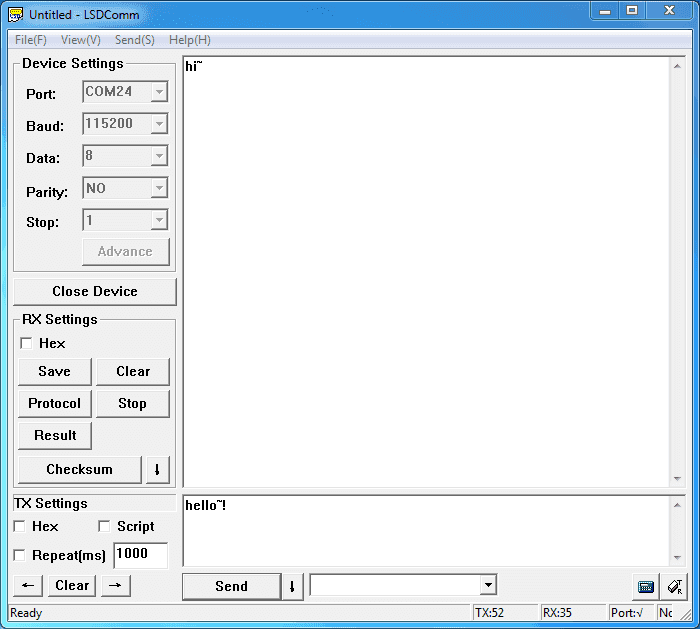 Untitled - LSDComm
File(F) View(V) Send(S) Help(H)
Device Settings
Port: COM24
Baud: 115200
Data: 8
Parity: NO
Stop: 1
Advance
Close Device
RX Settings
Hex
Save Clear
Protocol Stop
Result
Checksum ↓
hi~
TX Settings
Hex Script
Repeat(ms) 1000
← Clear →
hello~!
Send ↓
Ready TX:52 RX:35 Port:√ Nc